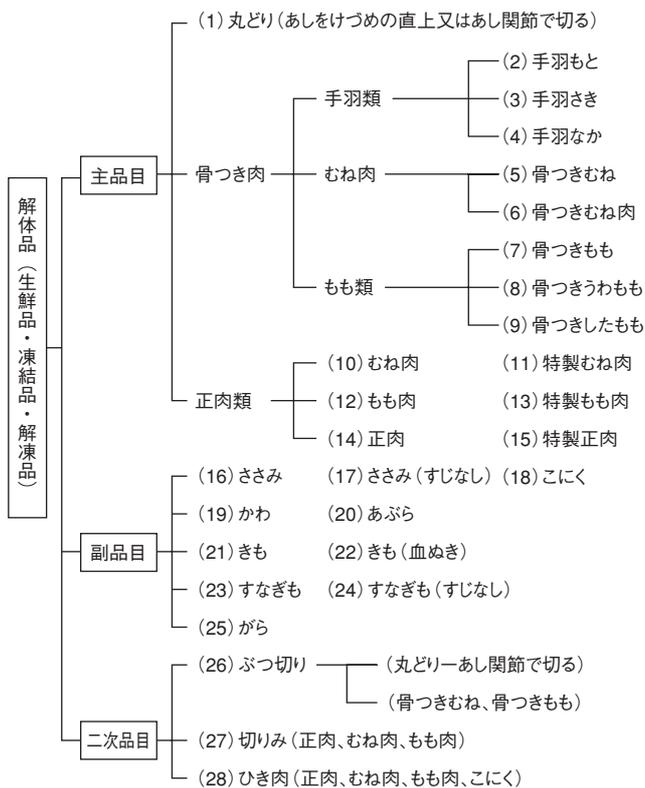 解体品（生鮮品・凍結品・解凍品）
主品目
(1)丸どり（あしをけづめの直上又はあし関節で切る）
骨つき肉
手羽類
(2)手羽もと
(3)手羽さき
(4)手羽なか
むね肉
(5)骨つきむね
(6)骨つきむね肉
もも類
(7)骨つきもも
(8)骨つきうわもも
(9)骨つきしたもも
正肉類
(10)むね肉 (11)特製むね肉
(12)もも肉 (13)特製もも肉
(14)正肉 (15)特製正肉
副品目
(16)ささみ (17)ささみ（すじなし） (18)こにく
(19)かわ (20)あぶら
(21)きも (22)きも（血ぬき）
(23)すなぎも (24)すなぎも（すじなし）
(25)がら
二次品目
(26)ぶつ切り （丸どりーあし関節で切る）
（骨つきむね、骨つきもも）
(27)切りみ（正肉、むね肉、もも肉）
(28)ひき肉（正肉、むね肉、もも肉、こにく）